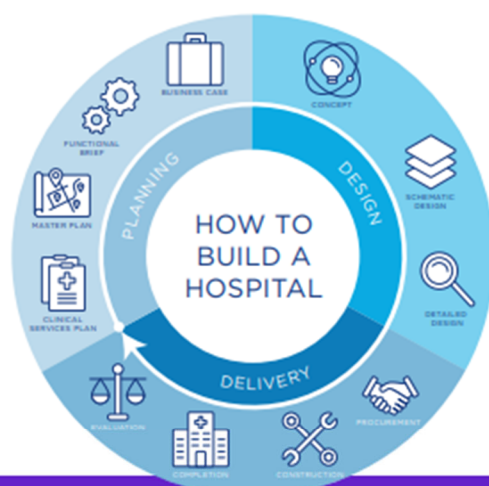 HOW TO
BUILD A
HOSPITAL
PLANNING
CLINICAL
SERVICES PLAN
MASTER PLAN
FUNCTIONAL
BRIEF
BUSINESS CASE
DESIGN
CONCEPT
SCHEMATIC
DESIGN
DETAILED
DESIGN
DELIVERY
PROCUREMENT
CONSTRUCTION
COMPLETION
EVALUATION